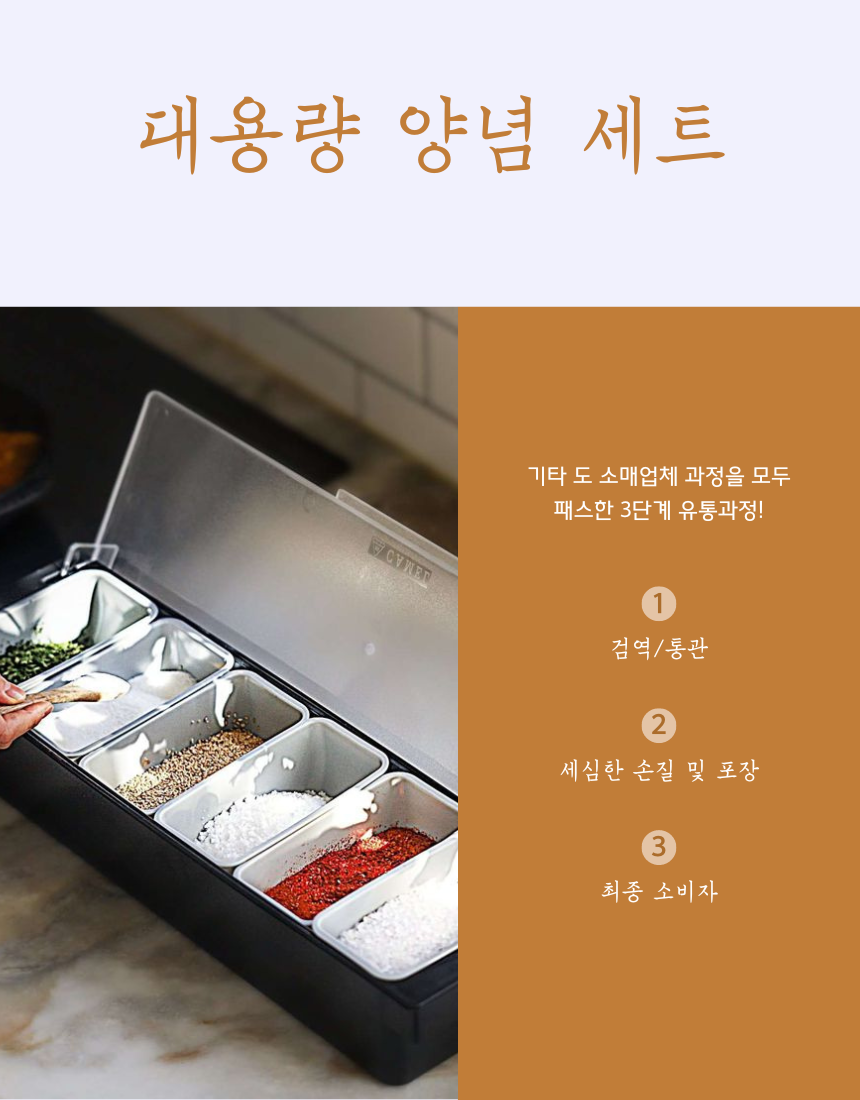 대용량 양념 세트
CAMEL
기타 도 소매업체 과정을 모두
패스한 3단계 유통과정!
1
검역/통관
2
세심한 손질 및 포장
3
최종 소비자